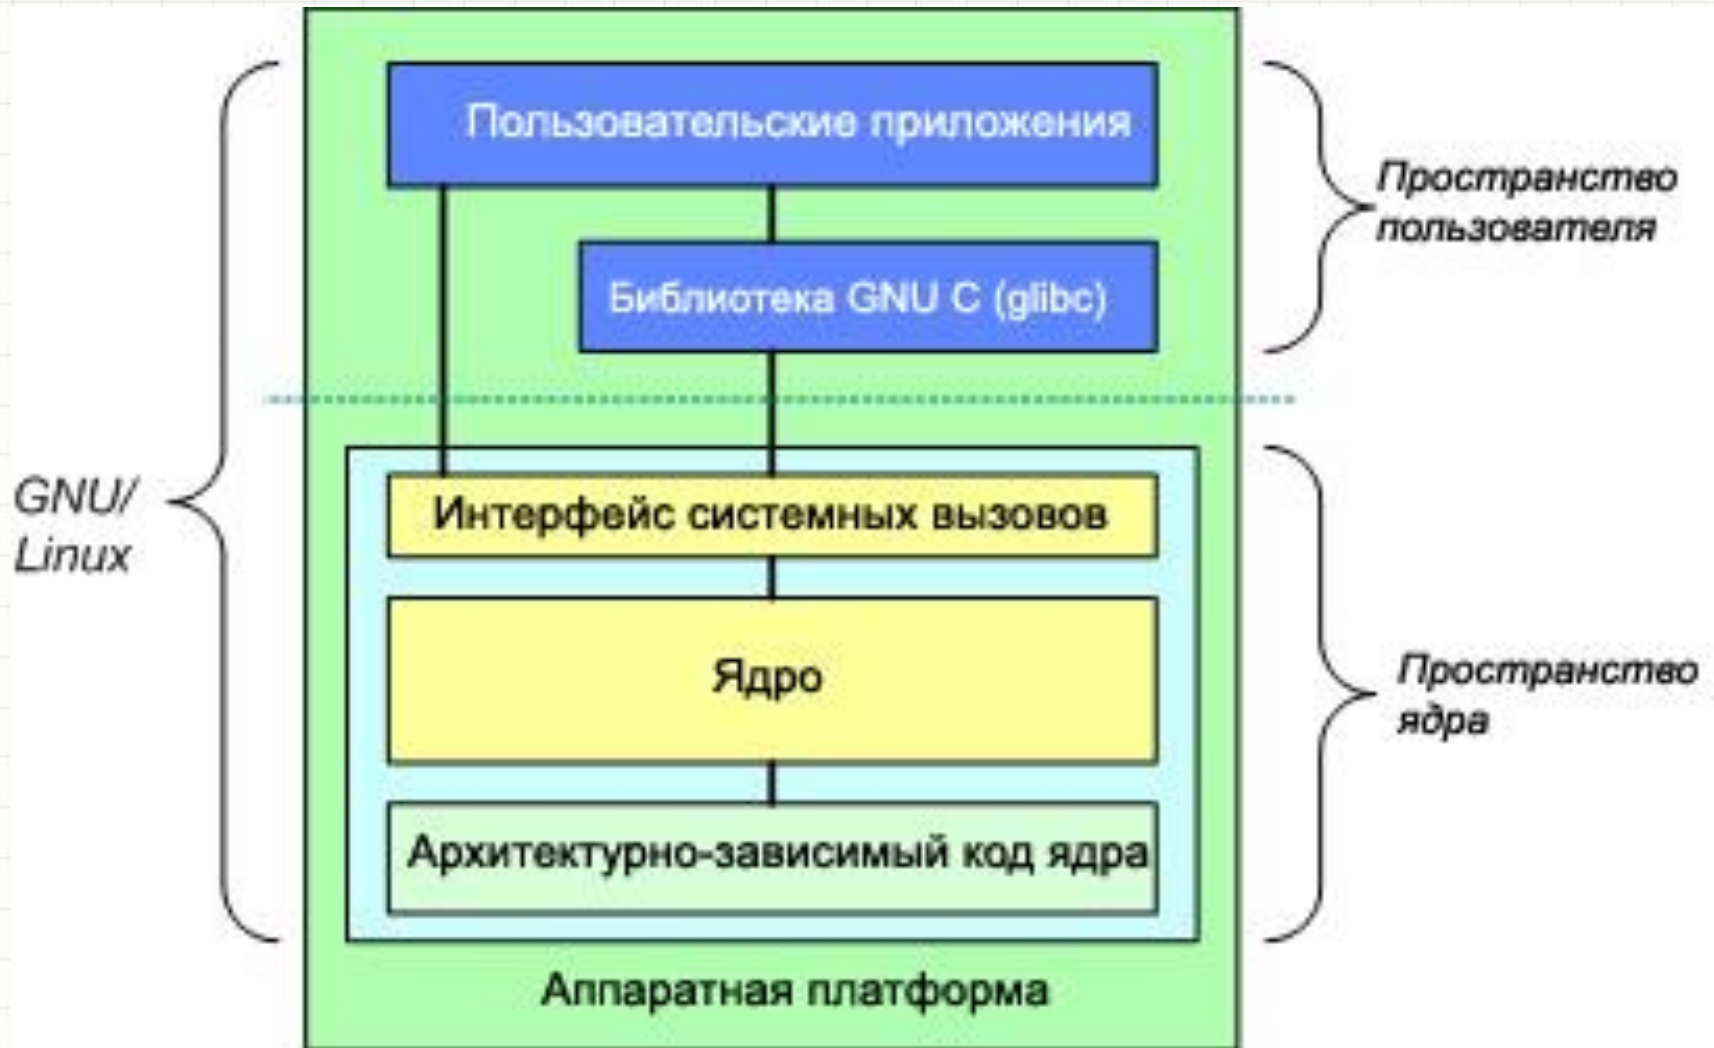 Пользовательские приложения
Пространство
пользователя
Библиотека GNU C (glibc)
GNU/
Linux
Интерфейс системных вызовов
Ядро
Пространство
ядра
Архитектурно-зависимый код ядра
Аппаратная платформа